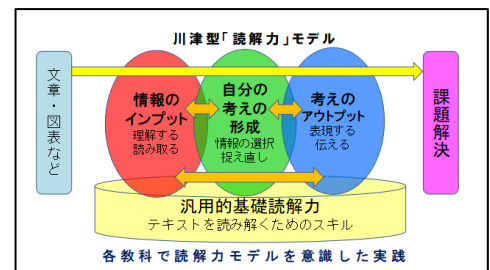 川津型「読解力」モデル
文章・図表など
情報の
インプット
理解する
読み取る
自分の
考えの
形成
情報の選択
捉え直し
考えの
アウトプット
表現する
伝える
課題解決
汎用的基礎読解力
テキストを読み解くためのスキル
各教科で読解力モデルを意識した実践